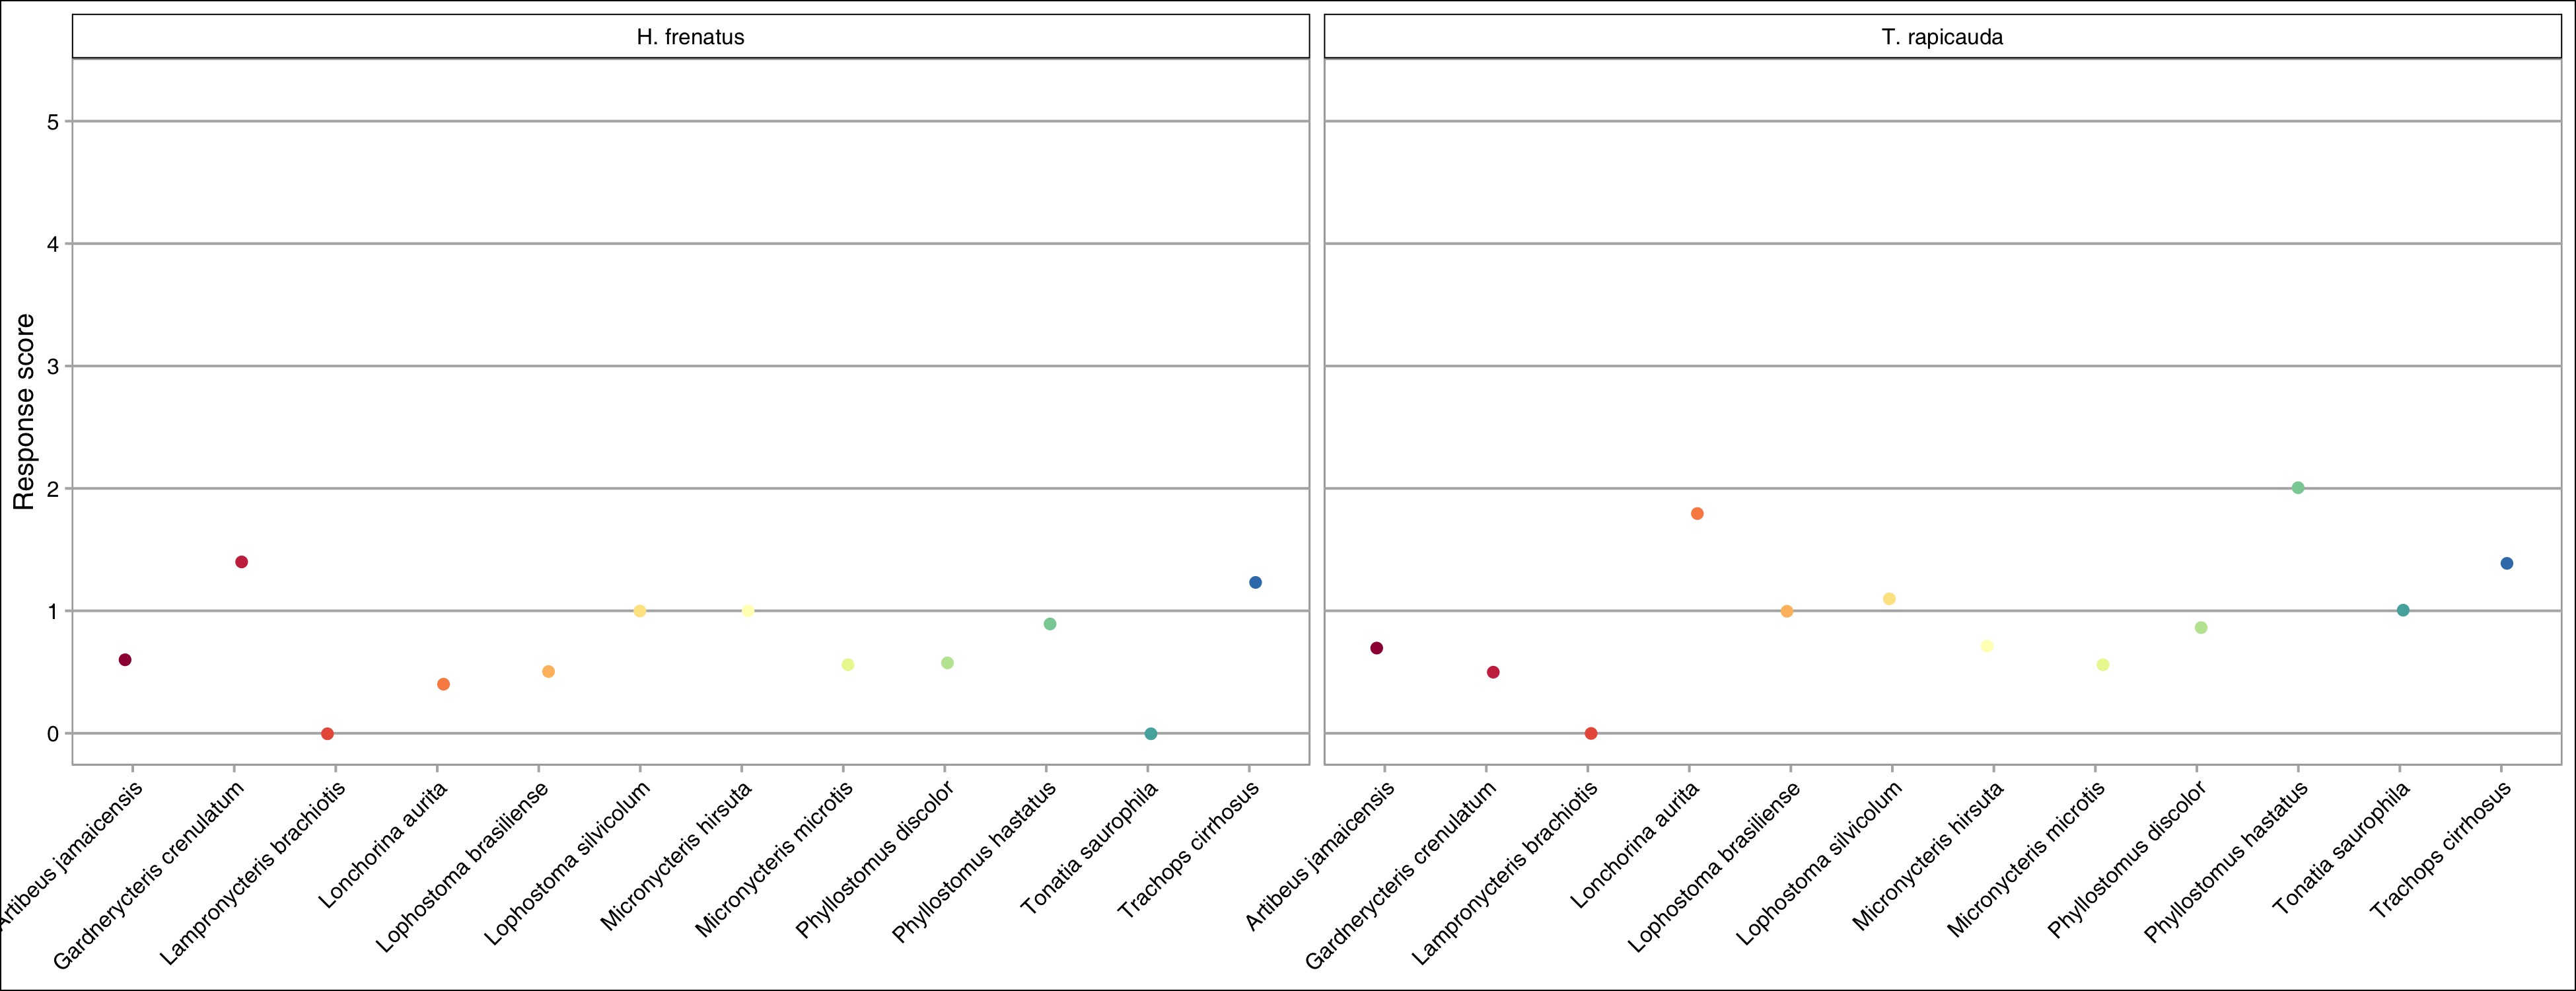 H. frenatus
T. rapicauda
Response score
5
4
3
2
1
0
Artibeus jamaicensis
Gardnerycteris crenulatum
Lampronycteris brachiotis
Lonchorina aurita
Lophostoma brasiliense
Lophostoma silvicolum
Micronycteris hirsuta
Micronycteris microtis
Phyllostomus discolor
Phyllostomus hastatus
Tonatia saurophila
Trachops cirrhosus
Artibeus jamaicensis
Gardnerycteris crenulatum
Lampronycteris brachiotis
Lonchorina aurita
Lophostoma brasiliense
Lophostoma silvicolum
Micronycteris hirsuta
Micronycteris microtis
Phyllostomus discolor
Phyllostomus hastatus
Tonatia saurophila
Trachops cirrhosus